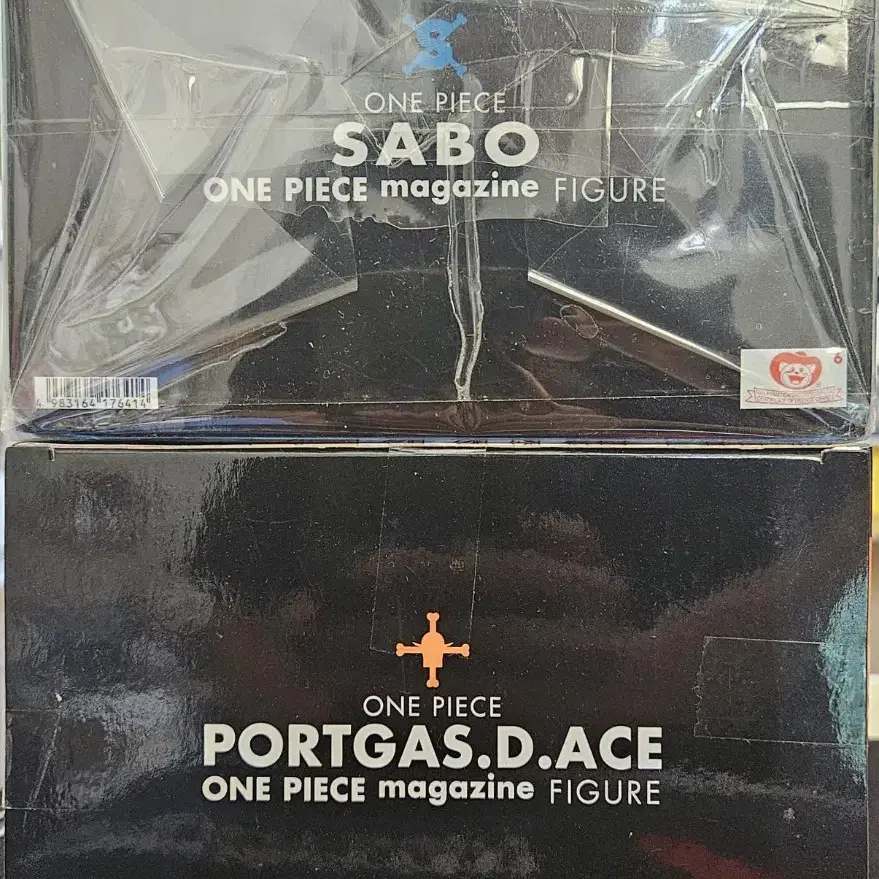 ONE PIECE
SABO
ONE PIECE magazine FIGURE
4 983164 176414
ONE PIECE
PORTGAS.D.ACE
ONE PIECE magazine FIGURE